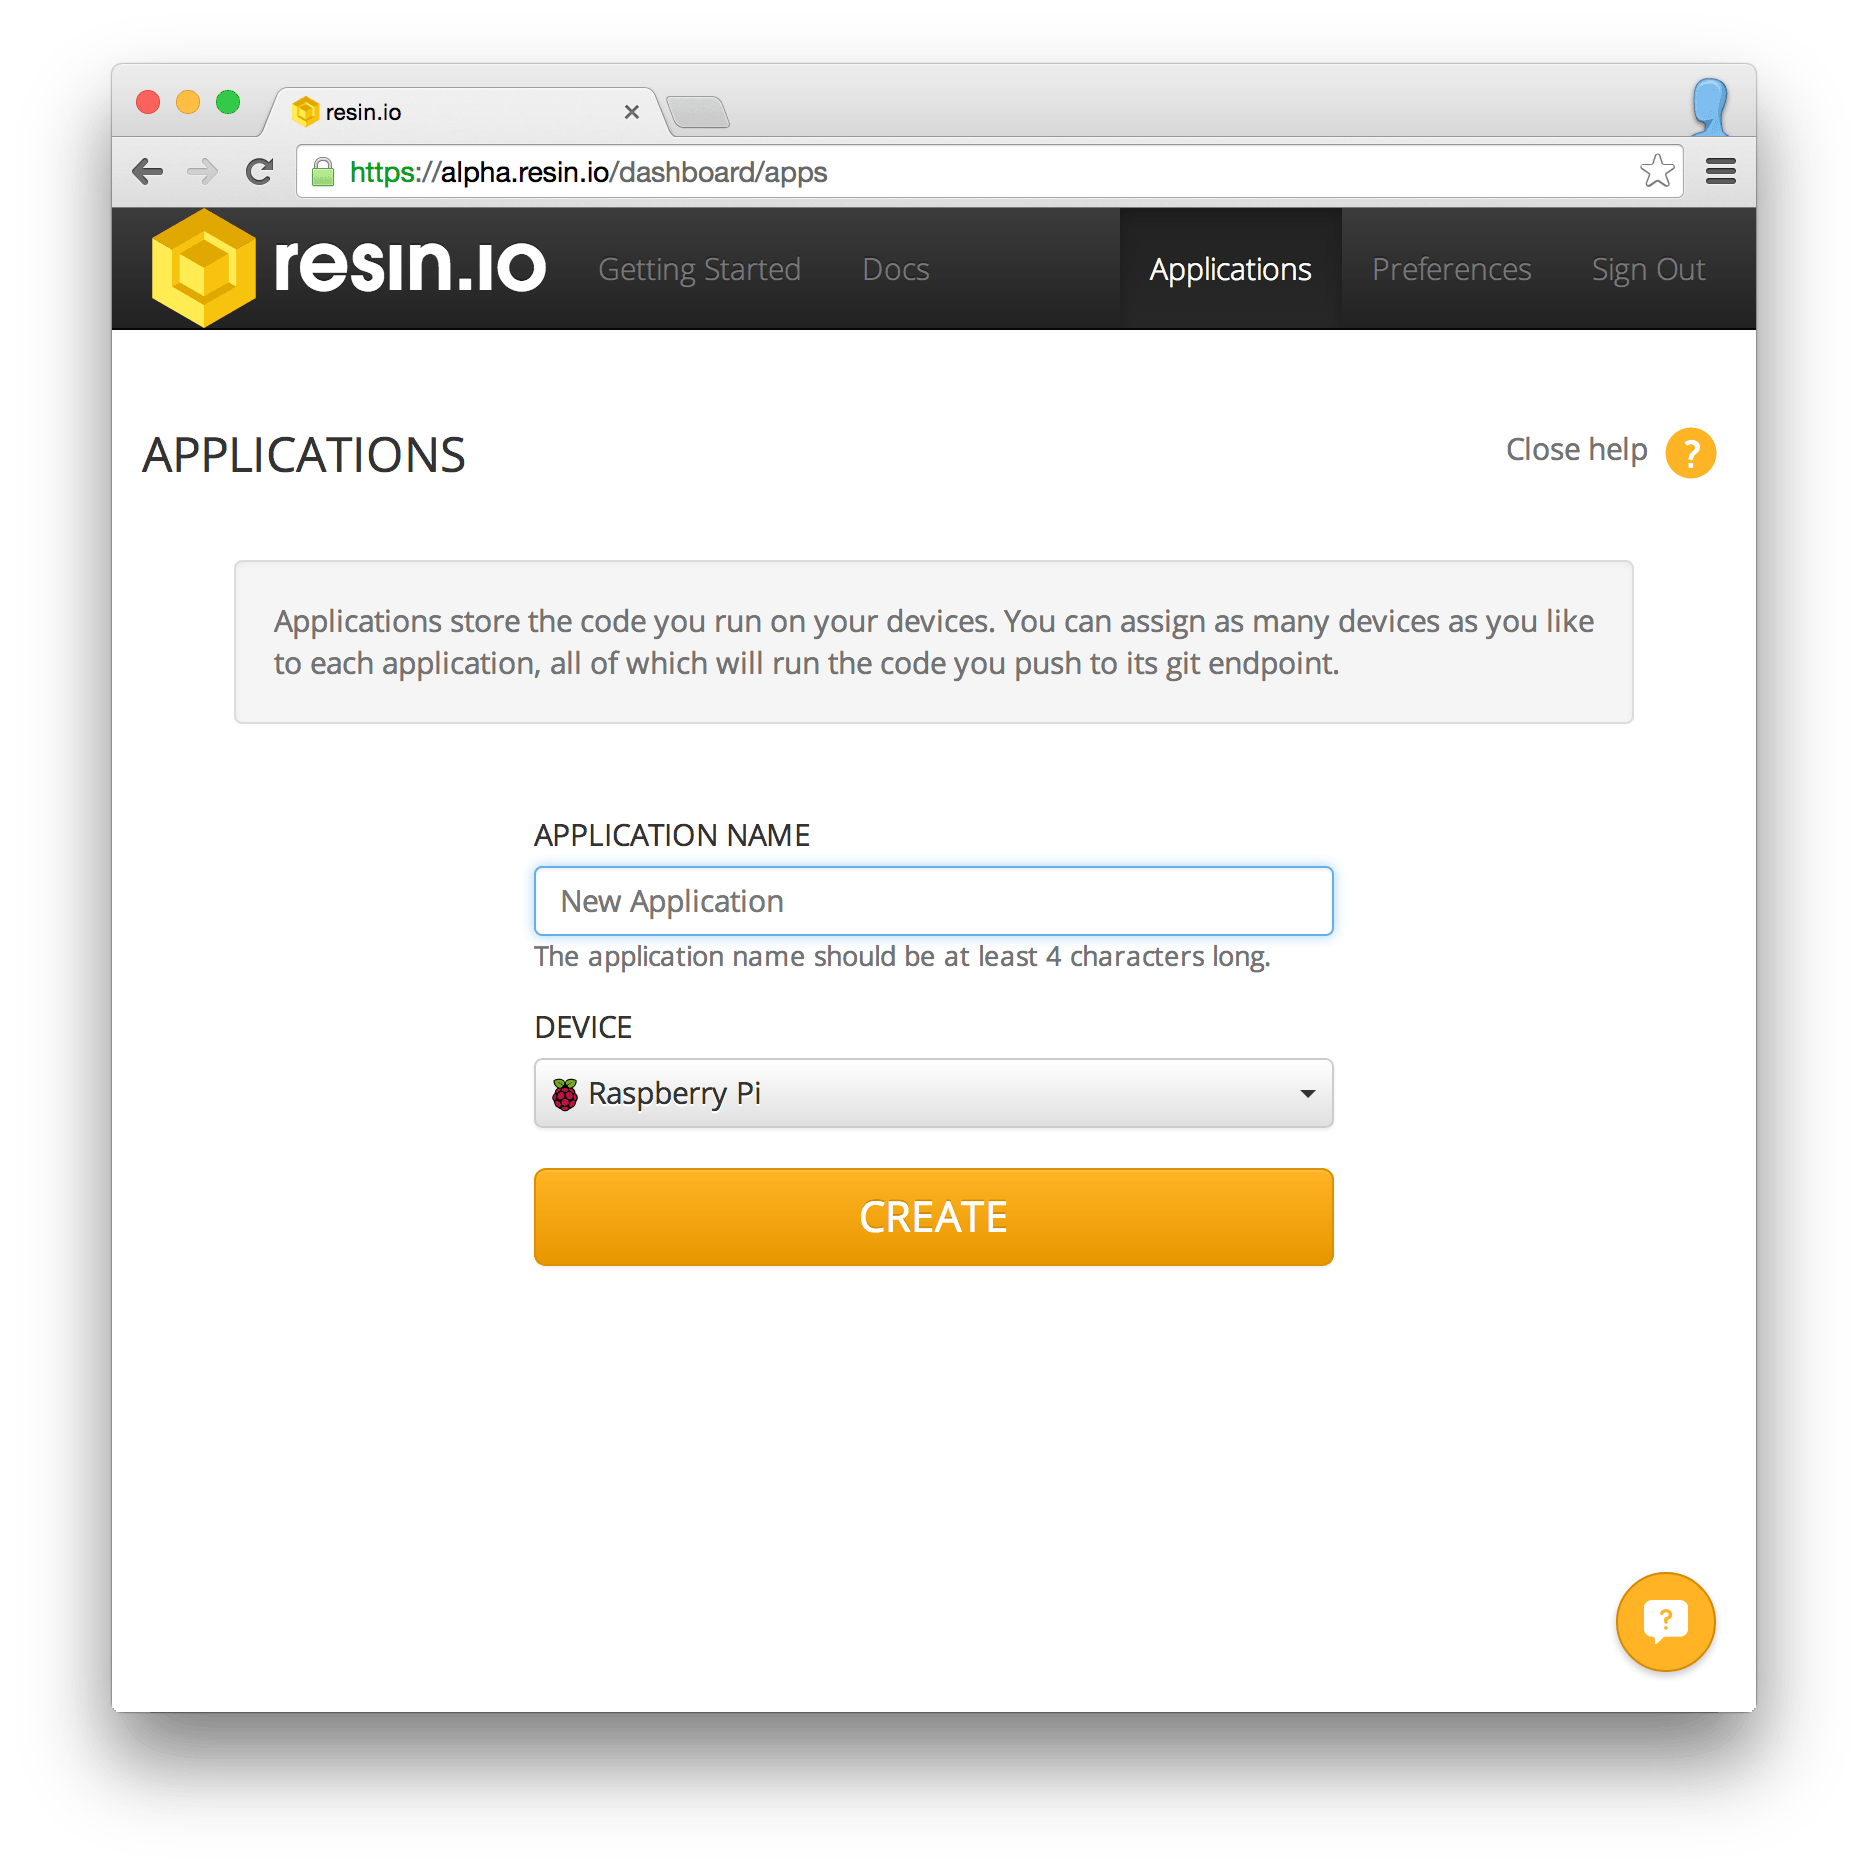 resin.io
https://alpha.resin.io/dashboard/apps
resin.io Getting Started Docs Applications Preferences Sign Out
APPLICATIONS
Close help ?
Applications store the code you run on your devices. You can assign as many devices as you like
to each application, all of which will run the code you push to its git endpoint.
APPLICATION NAME
New Application
The application name should be at least 4 characters long.
DEVICE
Raspberry Pi
CREATE
?